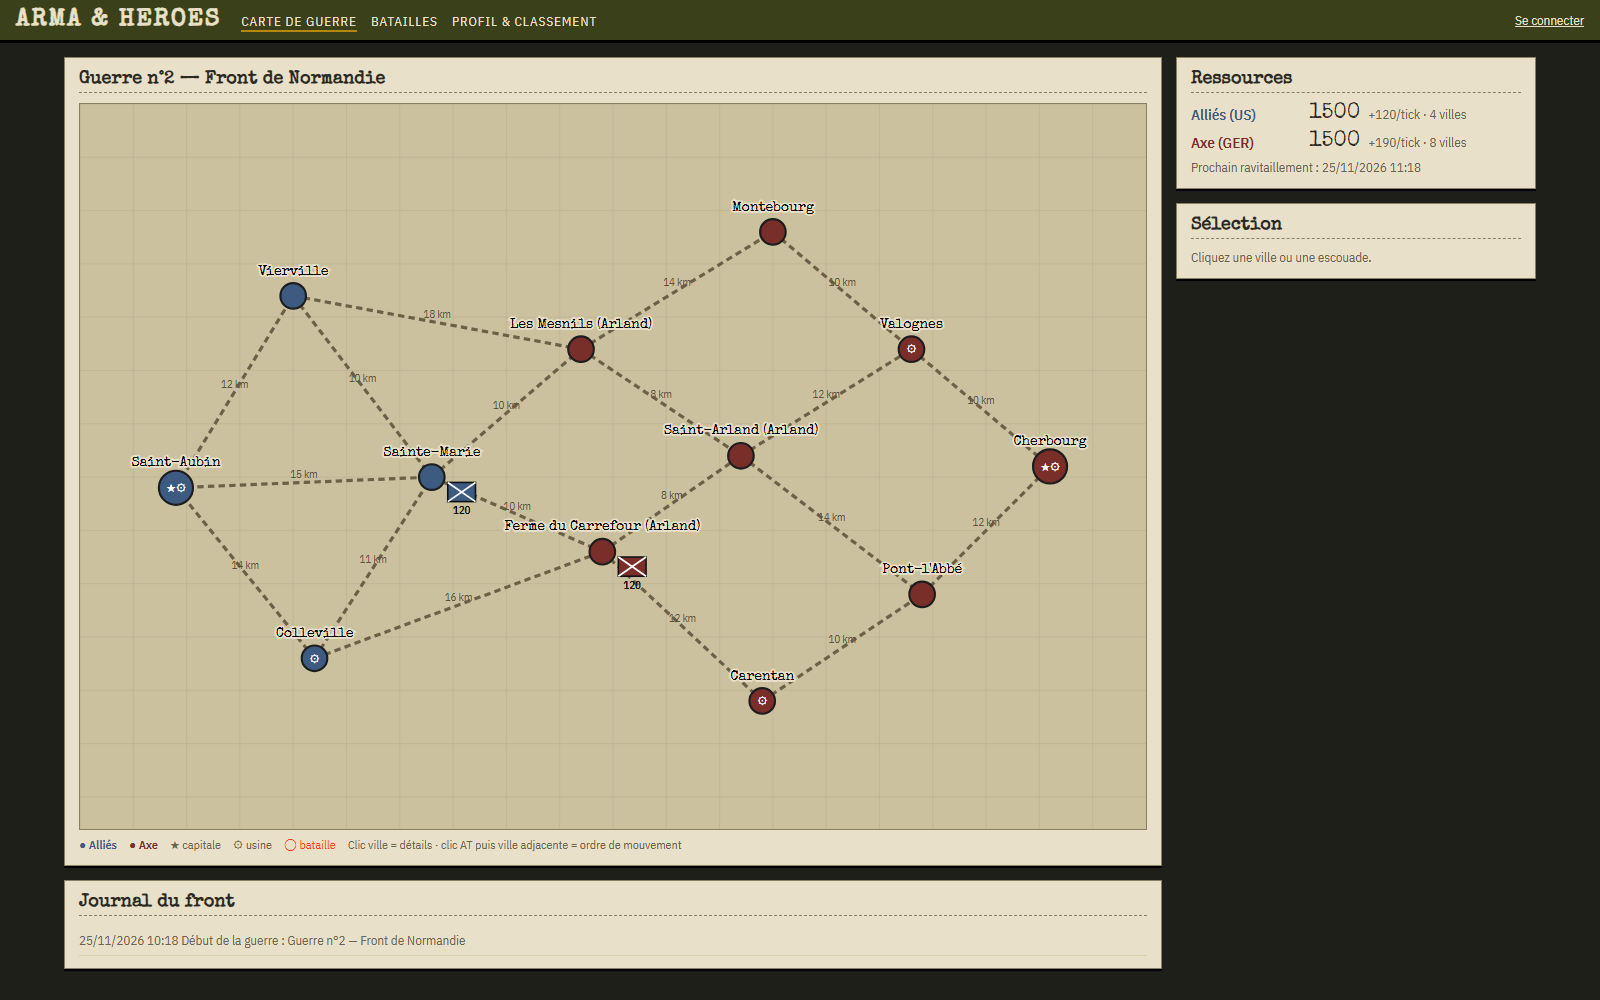 ARMA & HEROES
CARTE DE GUERRE BATAILLES PROFIL & CLASSEMENT
Se connecter
Guerre n°2 — Front de Normandie
Montebourg
Vierville
14 km
10 km
18 km
Les Mesnils (Arland)
Valognes
12 km
10 km
10 km
8 km
12 km
10 km
Saint-Arland (Arland)
Cherbourg
Saint-Aubin
Sainte-Marie
15 km
120
10 km
8 km
14 km
12 km
Ferme du Carrefour (Arland)
14 km
11 km
120
Pont-l'Abbé
16 km
12 km
Colleville
10 km
Carentan
● Alliés ● Axe ★ capitale ⚙ usine ◯ bataille Clic ville = détails · clic AT puis ville adjacente = ordre de mouvement
Journal du front
25/11/2026 10:18 Début de la guerre : Guerre n°2 — Front de Normandie
Ressources
Alliés (US) 1500 +120/tick · 4 villes
Axe (GER) 1500 +190/tick · 8 villes
Prochain ravitaillement : 25/11/2026 11:18
Sélection
Cliquez une ville ou une escouade.